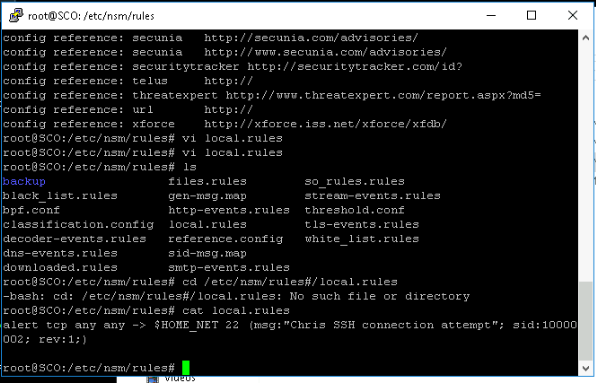 root@SCO: /etc/nsm/rules
config reference: secunia   http://secunia.com/advisories/
config reference: secunia   http://www.secunia.com/advisories/
config reference: securitytracker http://securitytracker.com/id?
config reference: telus     http://
config reference: threatexpert http://www.threatexpert.com/report.aspx?md5=
config reference: url       http://
config reference: xforce    http://xforce.iss.net/xforce/xfdb/
root@SCO:/etc/nsm/rules# vi local.rules
root@SCO:/etc/nsm/rules# vi local.rules
root@SCO:/etc/nsm/rules# ls
backup                files.rules       so_rules.rules
black_list.rules      gen-msg.map       stream-events.rules
bpf.conf              http-events.rules threshold.conf
classification.config local.rules       tls-events.rules
decoder-events.rules  reference.config  white_list.rules
dns-events.rules      sid-msg.map
downloaded.rules      smtp-events.rules
root@SCO:/etc/nsm/rules# cd /etc/nsm/rules#/local.rules
-bash: cd: /etc/nsm/rules#/local.rules: No such file or directory
root@SCO:/etc/nsm/rules# cat local.rules
alert tcp any any -> $HOME_NET 22 {msg:"Chris SSH connection attempt"; sid:10000
002; rev:1;}
root@SCO:/etc/nsm/rules#
Videos